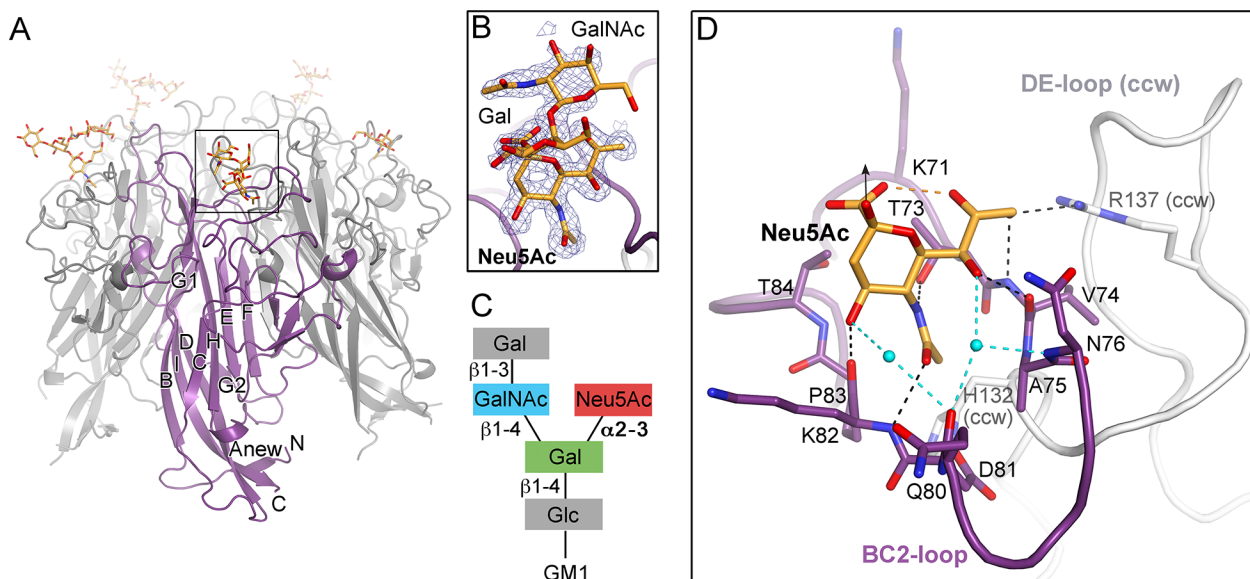 A
G1
E
F
D
H
I
C
B
G2
Anew
N
C
B
GalNAc
Gal
Neu5Ac
C
Gal
β1-3
GalNAc
Neu5Ac
β1-4
α2-3
Gal
β1-4
Glc
GM1
D
DE-loop (ccw)
K71
R137 (ccw)
T73
Neu5Ac
T84
V74
N76
P83
A75
H132
(ccw)
K82
D81
Q80
BC2-loop